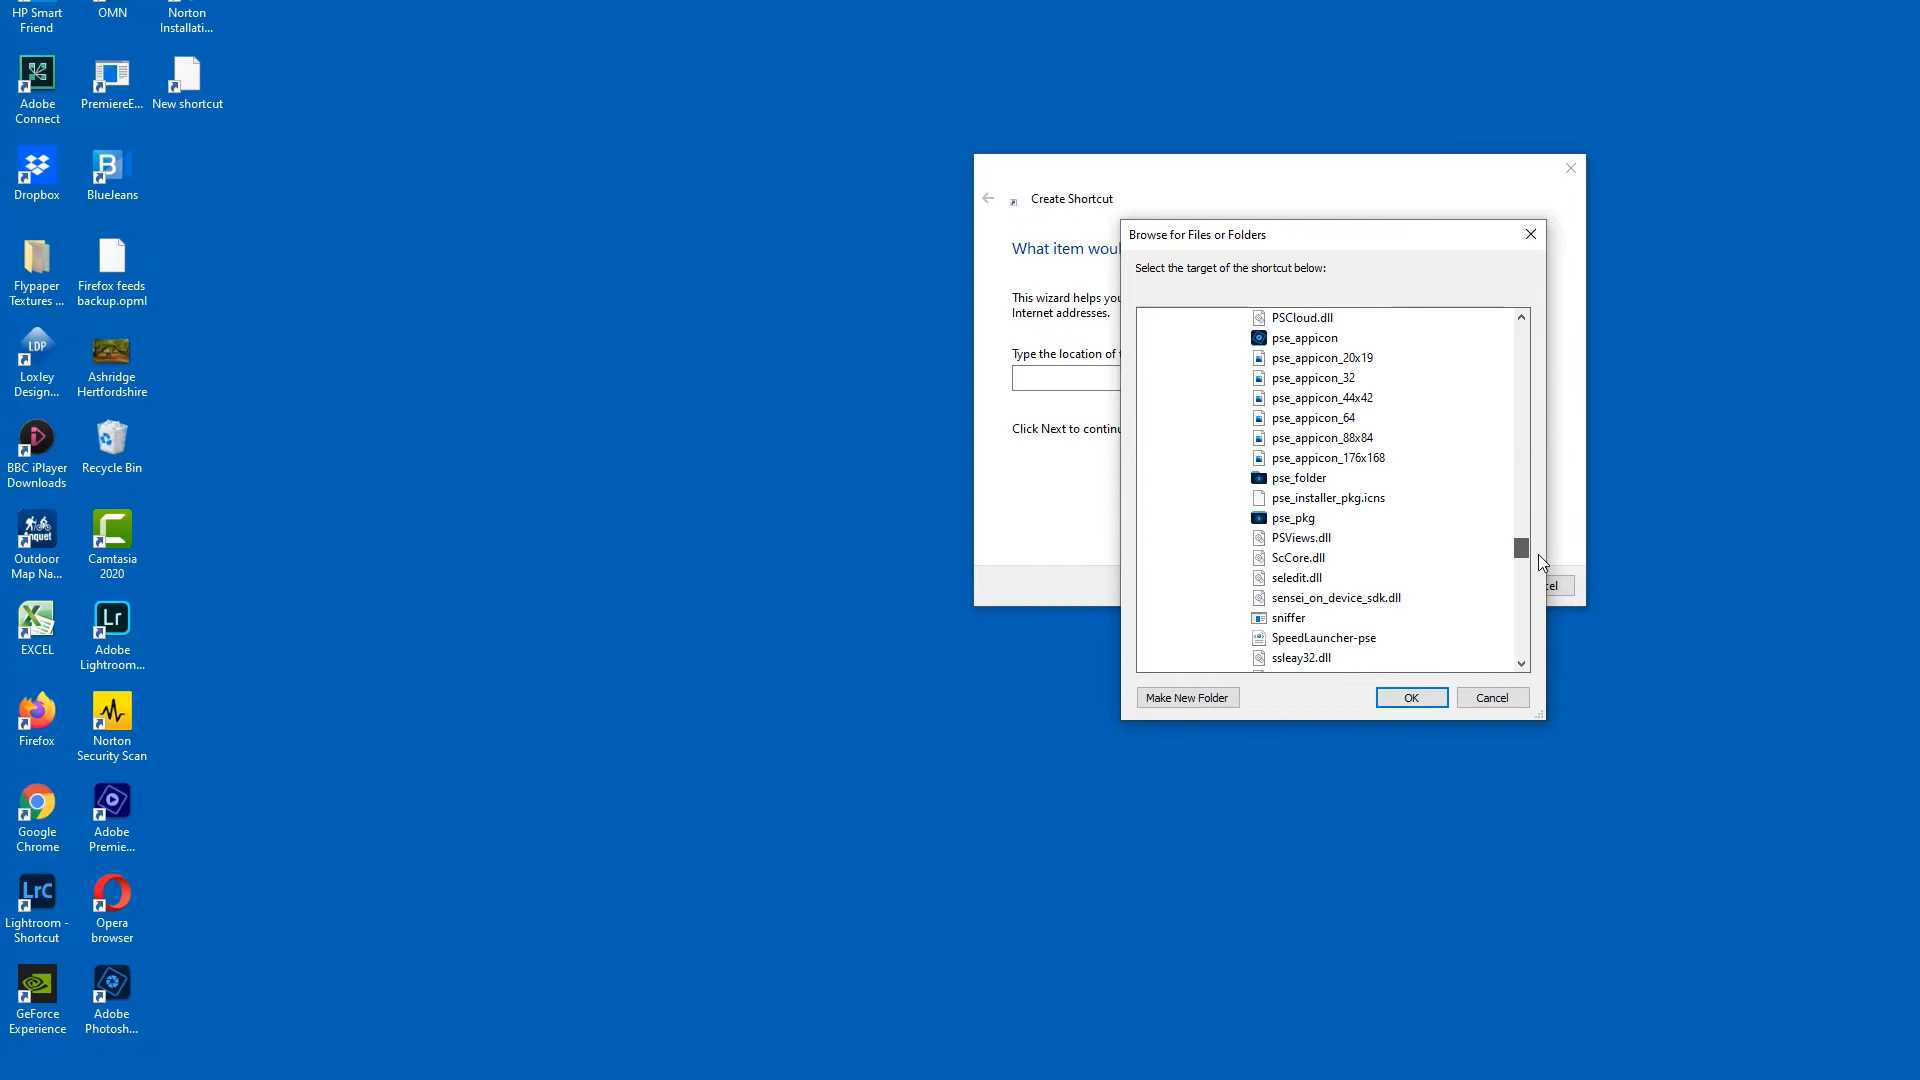 HP Smart
Friend
OMN
Norton
Installati...
Adobe
Connect
PremiereE...
New shortcut
Dropbox
BlueJeans
Flypaper
Textures ...
Firefox feeds
backup.opml
LDP
Loxley
Design...
Ashridge
Hertfordshire
BBC iPlayer
Downloads
Recycle Bin
Outdoor
Map Na...
Camtasia
2020
EXCEL
Lr
Adobe
Lightroom...
Firefox
Norton
Security Scan
Google
Chrome
Adobe
Premie...
LrC
Lightroom -
Shortcut
Opera
browser
GeForce
Experience
Adobe
Photosh...
Create Shortcut
What item woul
This wizard helps you
Internet addresses.
Type the location of t
Click Next to continu
cel
Browse for Files or Folders
Select the target of the shortcut below:
PSCloud.dll
pse_appicon
pse_appicon_20x19
pse_appicon_32
pse_appicon_44x42
pse_appicon_64
pse_appicon_88x84
pse_appicon_176x168
pse_folder
pse_installer_pkg.icns
pse_pkg
PSViews.dll
ScCore.dll
seledit.dll
sensei_on_device_sdk.dll
sniffer
SpeedLauncher-pse
ssleay32.dll
Make New Folder
OK
Cancel